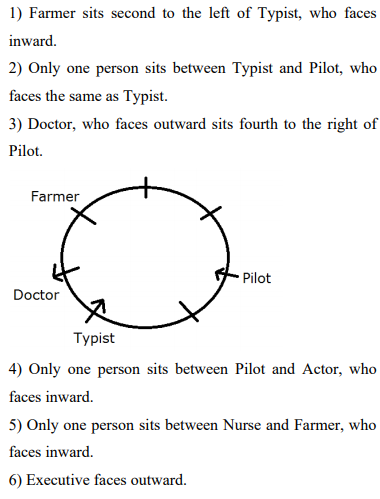 1) Farmer sits second to the left of Typist, who faces
inward.
2) Only one person sits between Typist and Pilot, who
faces the same as Typist.
3) Doctor, who faces outward sits fourth to the right of
Pilot.
Farmer
Pilot
Doctor
Typist
4) Only one person sits between Pilot and Actor, who
faces inward.
5) Only one person sits between Nurse and Farmer, who
faces inward.
6) Executive faces outward.